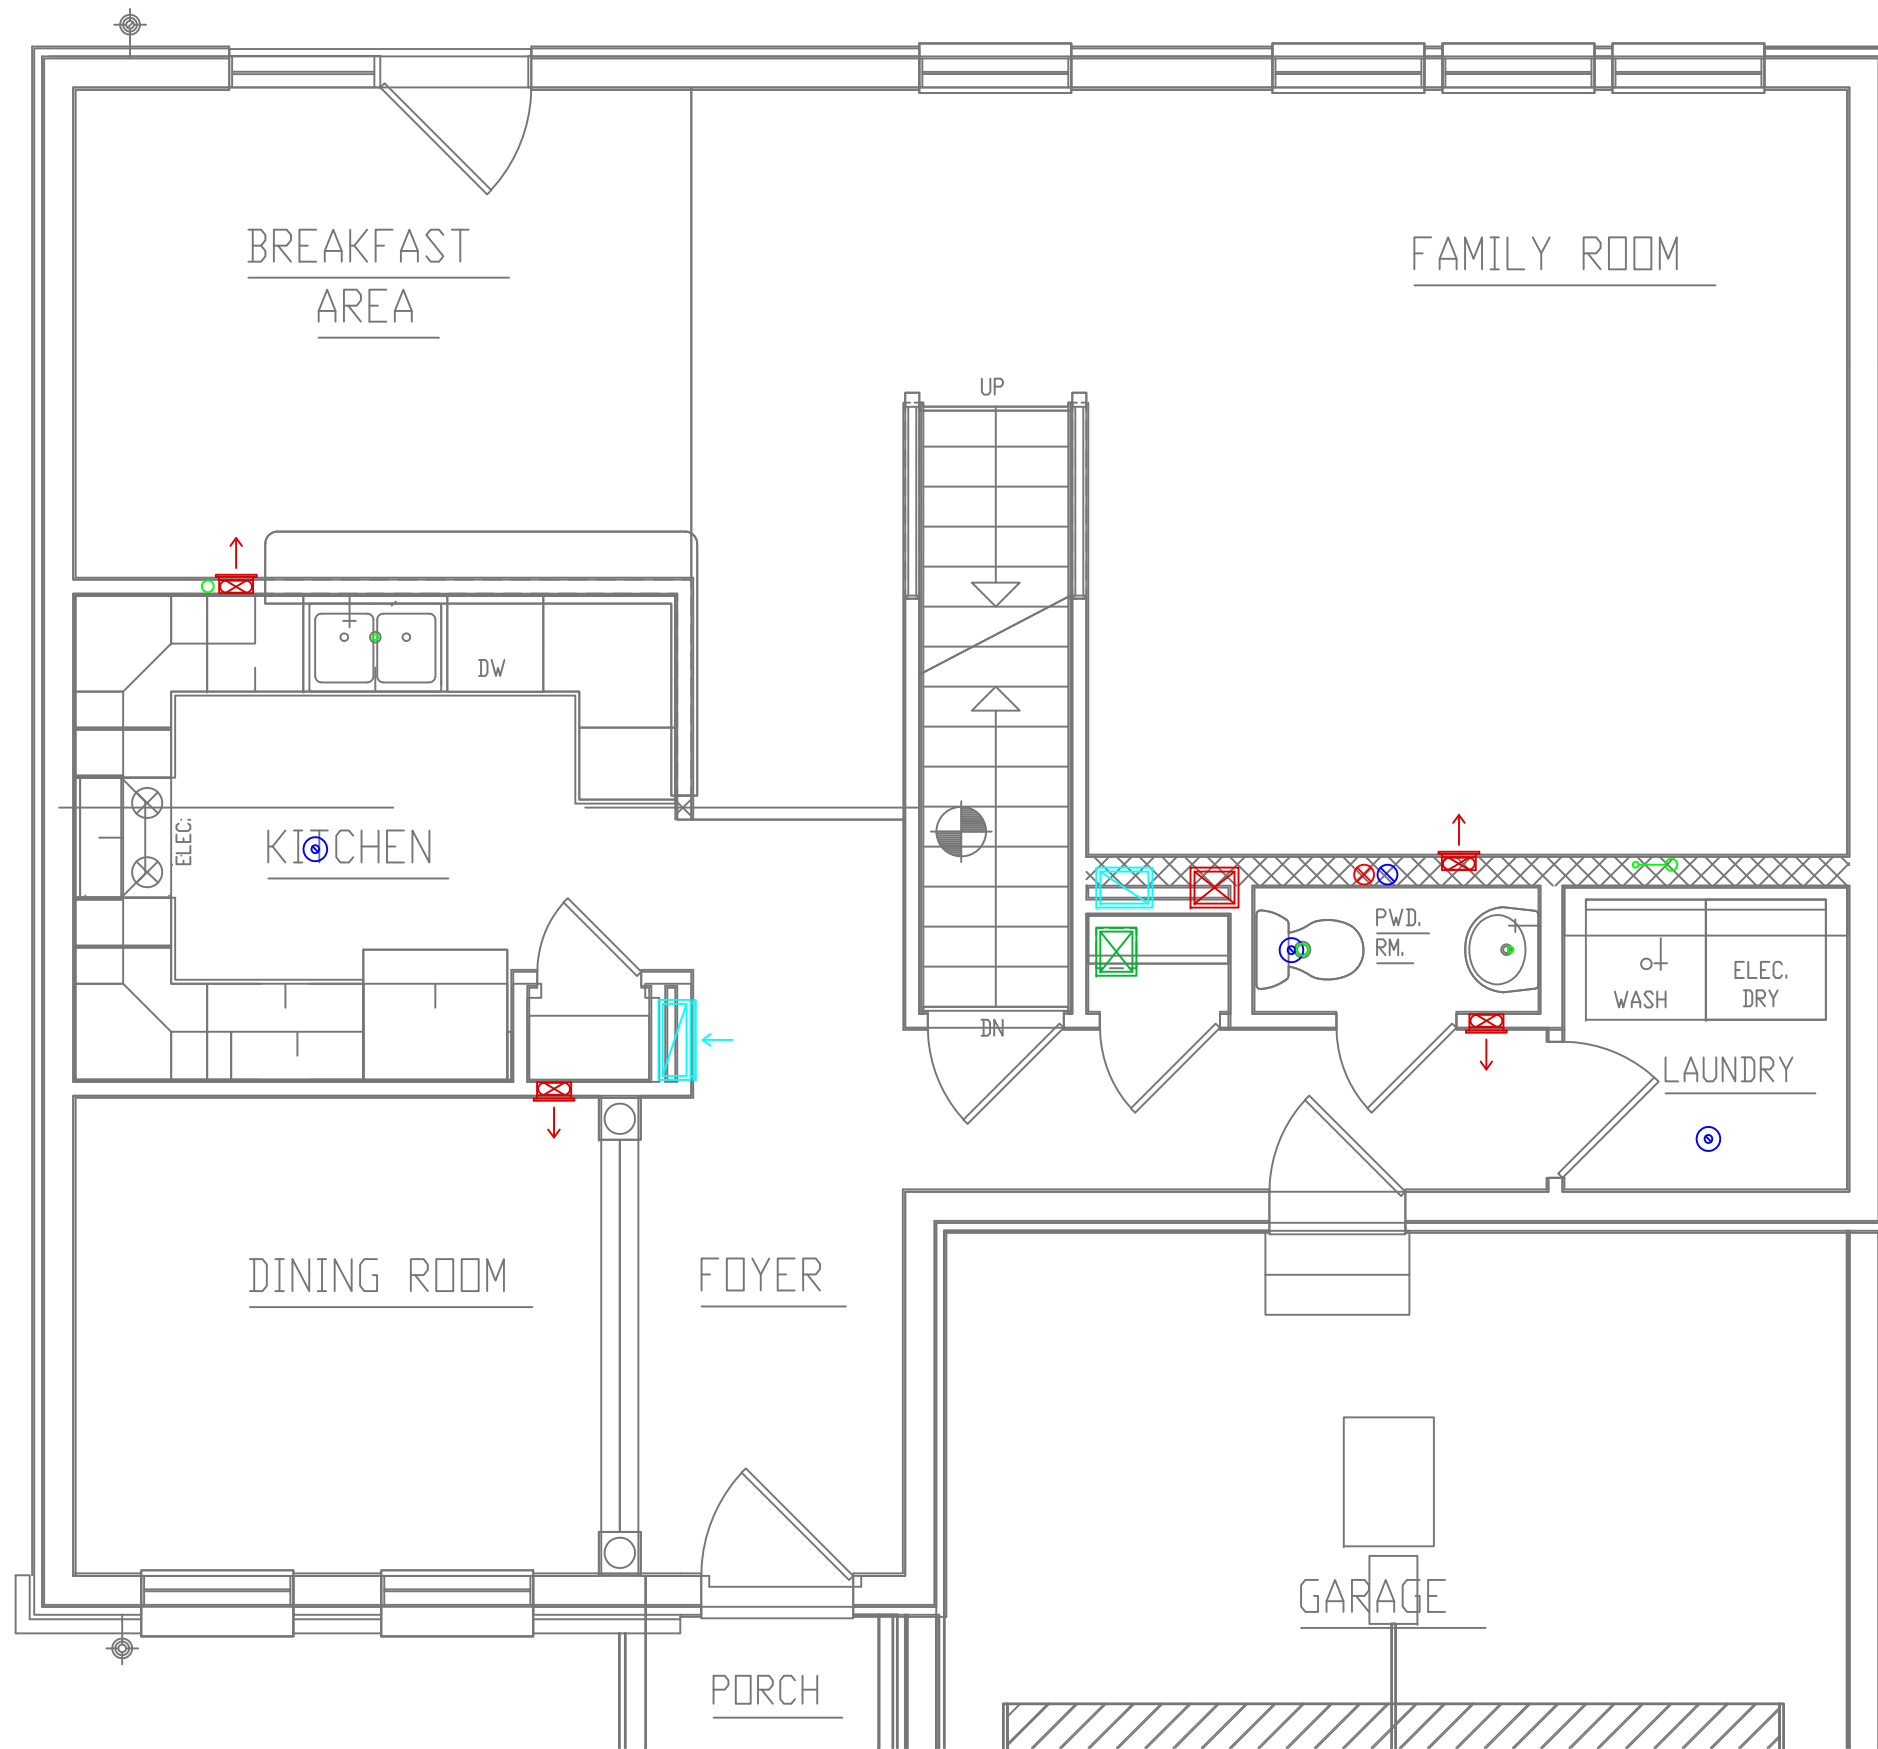 BREAKFAST
AREA
FAMILY ROOM
UP
DW
ELEC.
KITCHEN
PWD.
RM.
WASH
ELEC.
DRY
DN
LAUNDRY
DINING ROOM
FOYER
GARAGE
PORCH